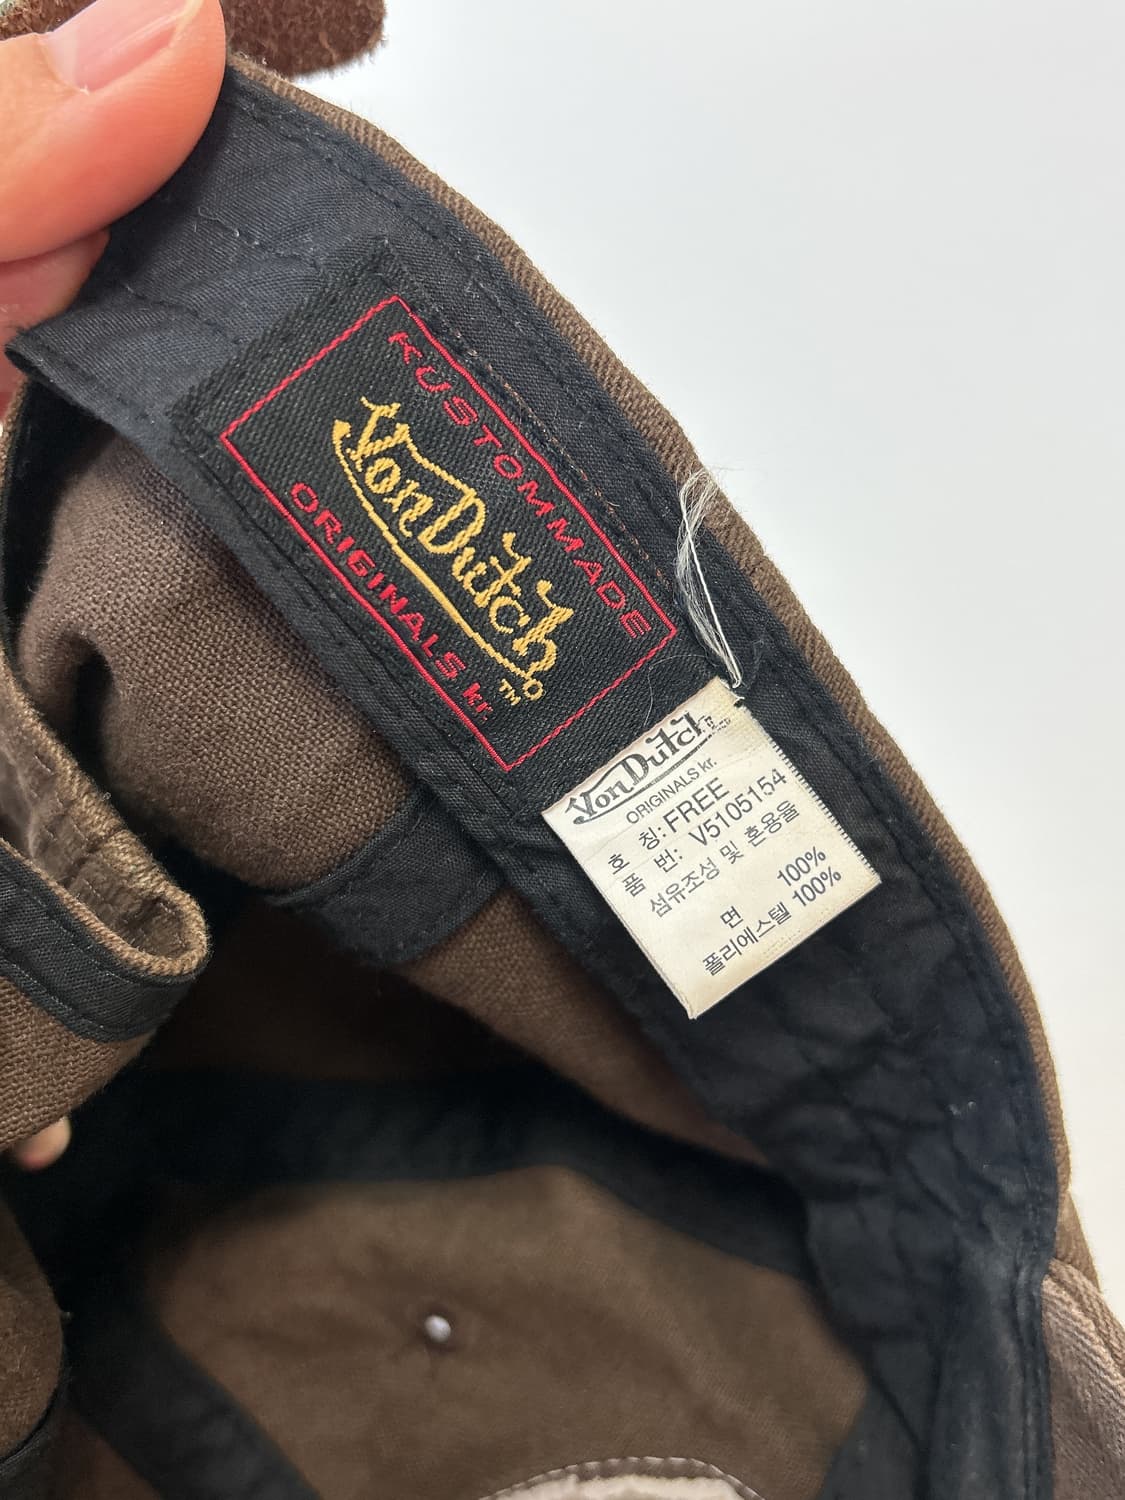 KUSTOMMADE
Von Dutch
TM
ORIGINALS kr.
Von Dutch
ORIGINALS kr.
호 칭: FREE
품 번: V5105154
섬유조성 및 혼용율
100%
면 100%
폴리에스텔